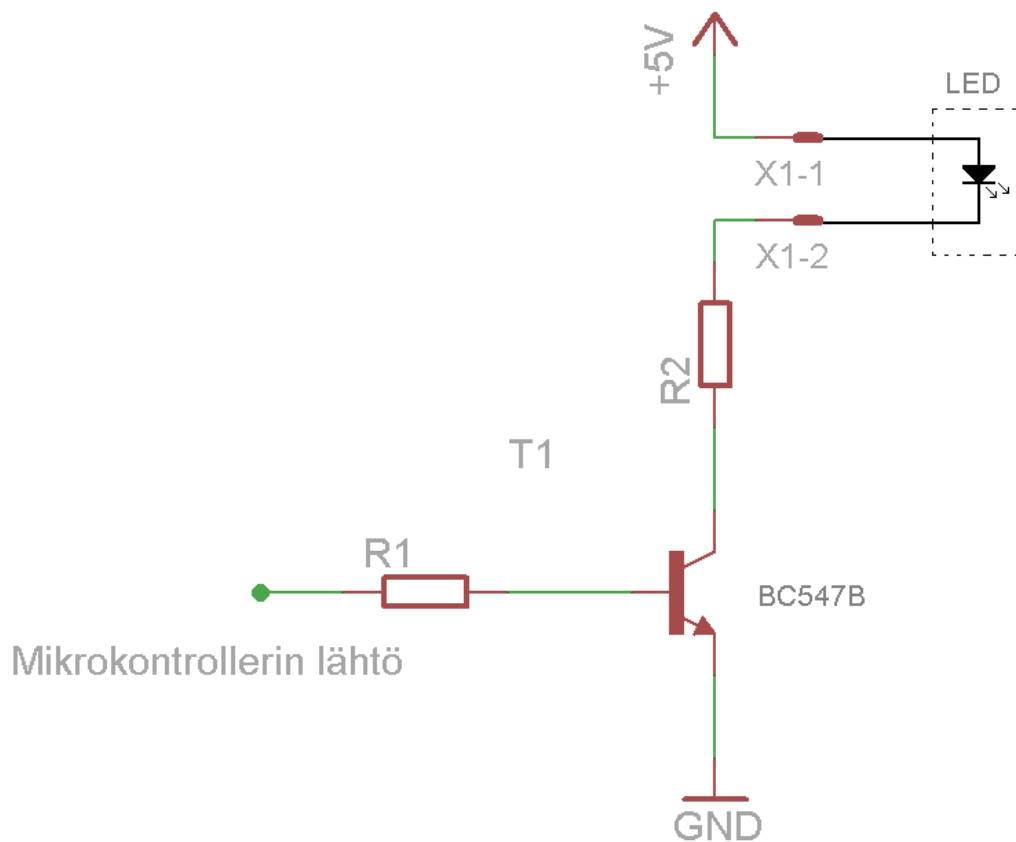 +5V
LED
X1-1
X1-2
R2
T1
R1
BC547B
Mikrokontrollerin lähtö
GND